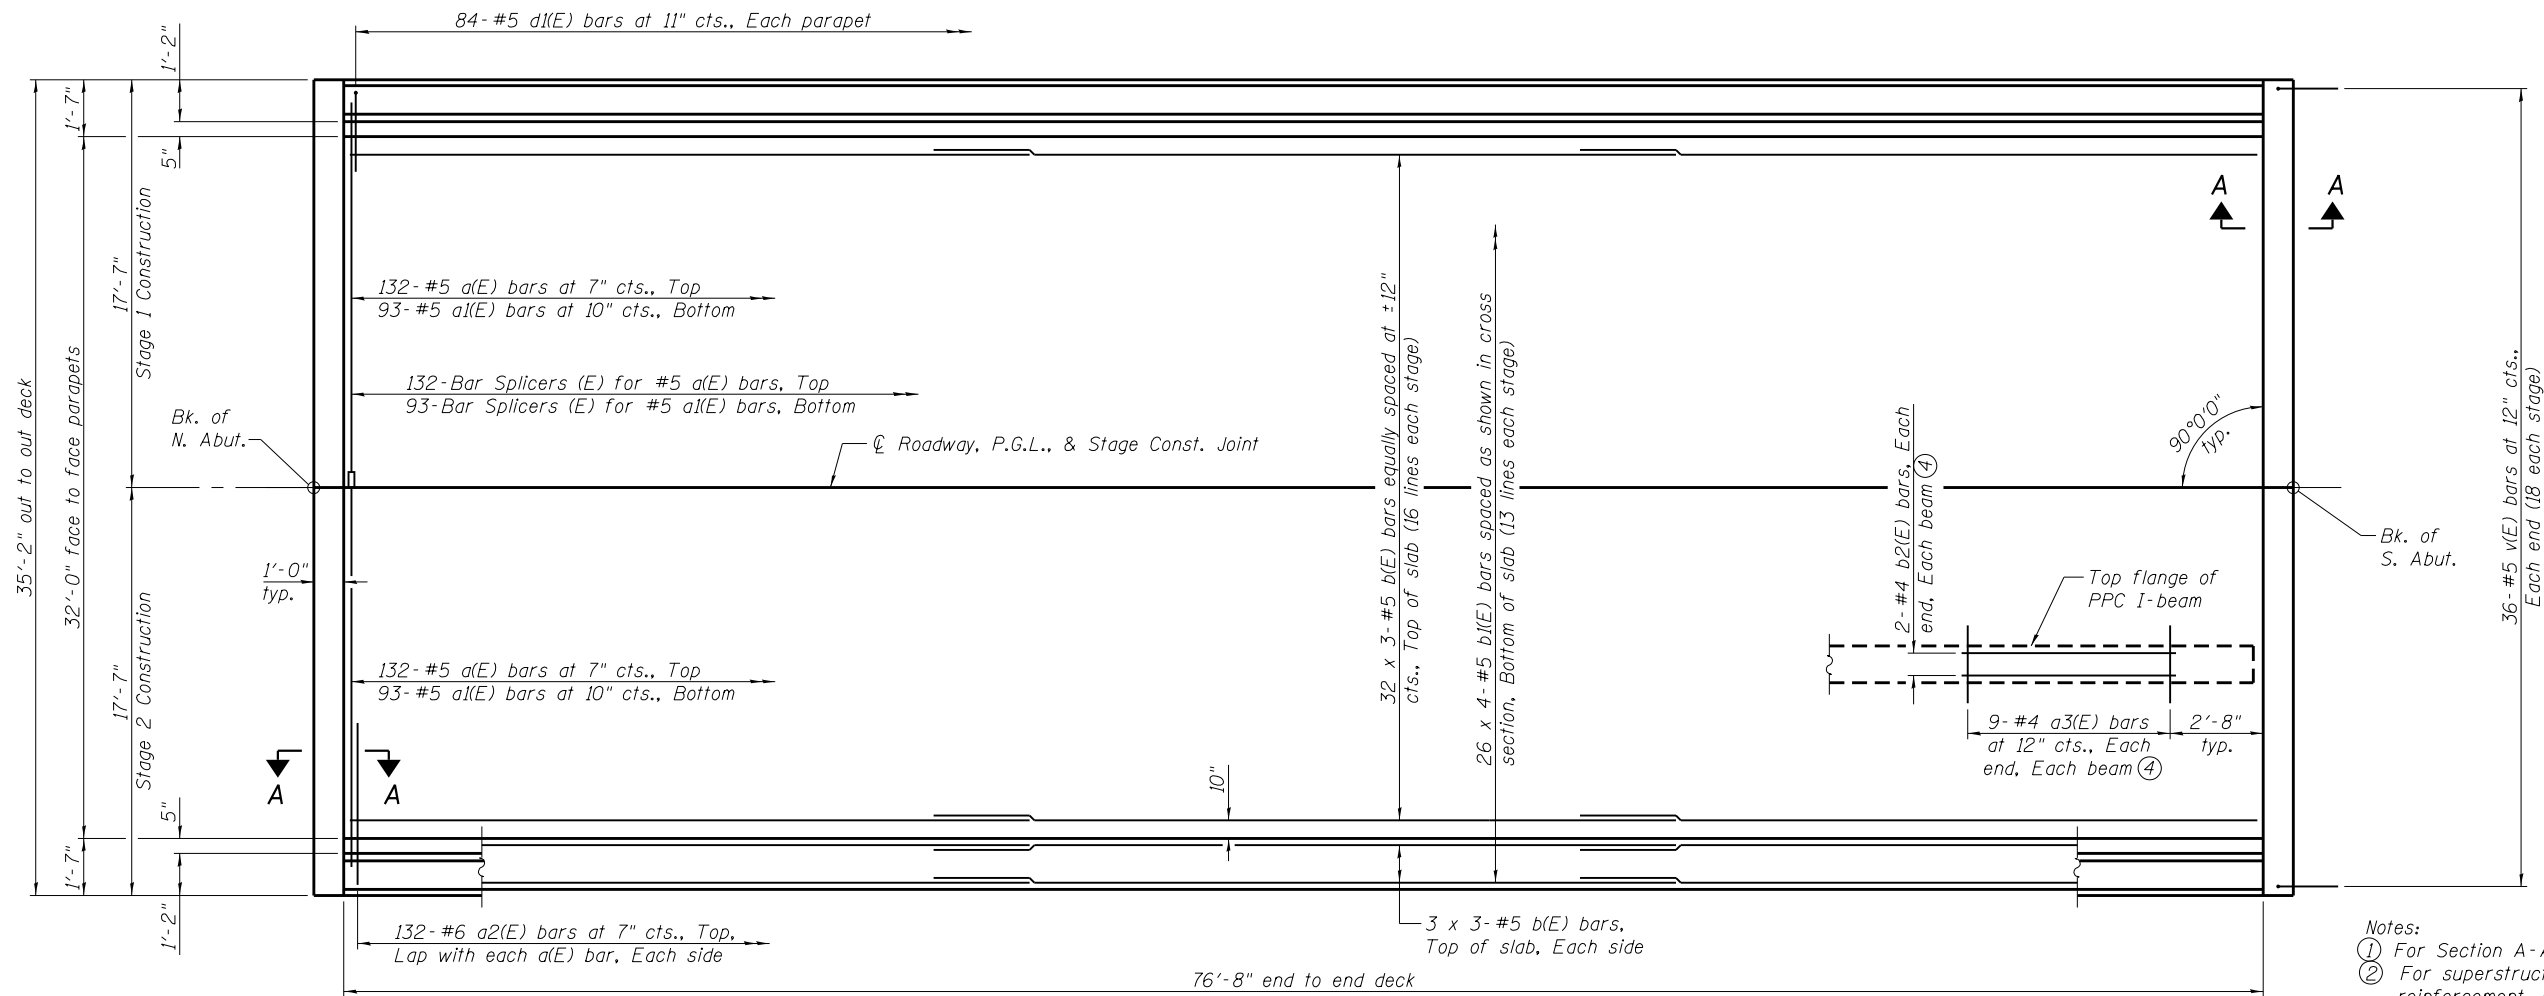 84-#5 d1(E) bars at 11" cts., Each parapet
1'-2"
1'-7"
5"
17'-7"
Stage 1 Construction
35'-2" out to out deck
32'-0" face to face parapets
132-#5 a(E) bars at 7" cts., Top
93-#5 a1(E) bars at 10" cts., Bottom
132-Bar Splicers (E) for #5 a(E) bars, Top
93-Bar Splicers (E) for #5 a1(E) bars, Bottom
Bk. of
N. Abut.
℄ Roadway, P.G.L., & Stage Const. Joint
1'-0"
typ.
17'-7"
Stage 2 Construction
132-#5 a(E) bars at 7" cts., Top
93-#5 a1(E) bars at 10" cts., Bottom
A
A
5"
1'-7"
1'-2"
132-#6 a2(E) bars at 7" cts., Top,
Lap with each a(E) bar, Each side
10"
32 x 3-#5 b(E) bars equally spaced at ±12"
cts., Top of slab (16 lines each stage)
26 x 4-#5 b1(E) bars spaced as shown in cross
section, Bottom of slab (13 lines each stage)
3 x 3-#5 b(E) bars,
Top of slab, Each side
76'-8" end to end deck
A
A
90°0'0"
typ.
2-#4 b2(E) bars, Each
end, Each beam 4
Top flange of
PPC I-beam
9-#4 a3(E) bars
at 12" cts., Each
end, Each beam 4
2'-8"
typ.
Bk. of
S. Abut.
36-#5 v(E) bars at 12" cts.,
Each end (18 each stage)
Notes:
1 For Section A-A
2 For superstruct
reinforcement